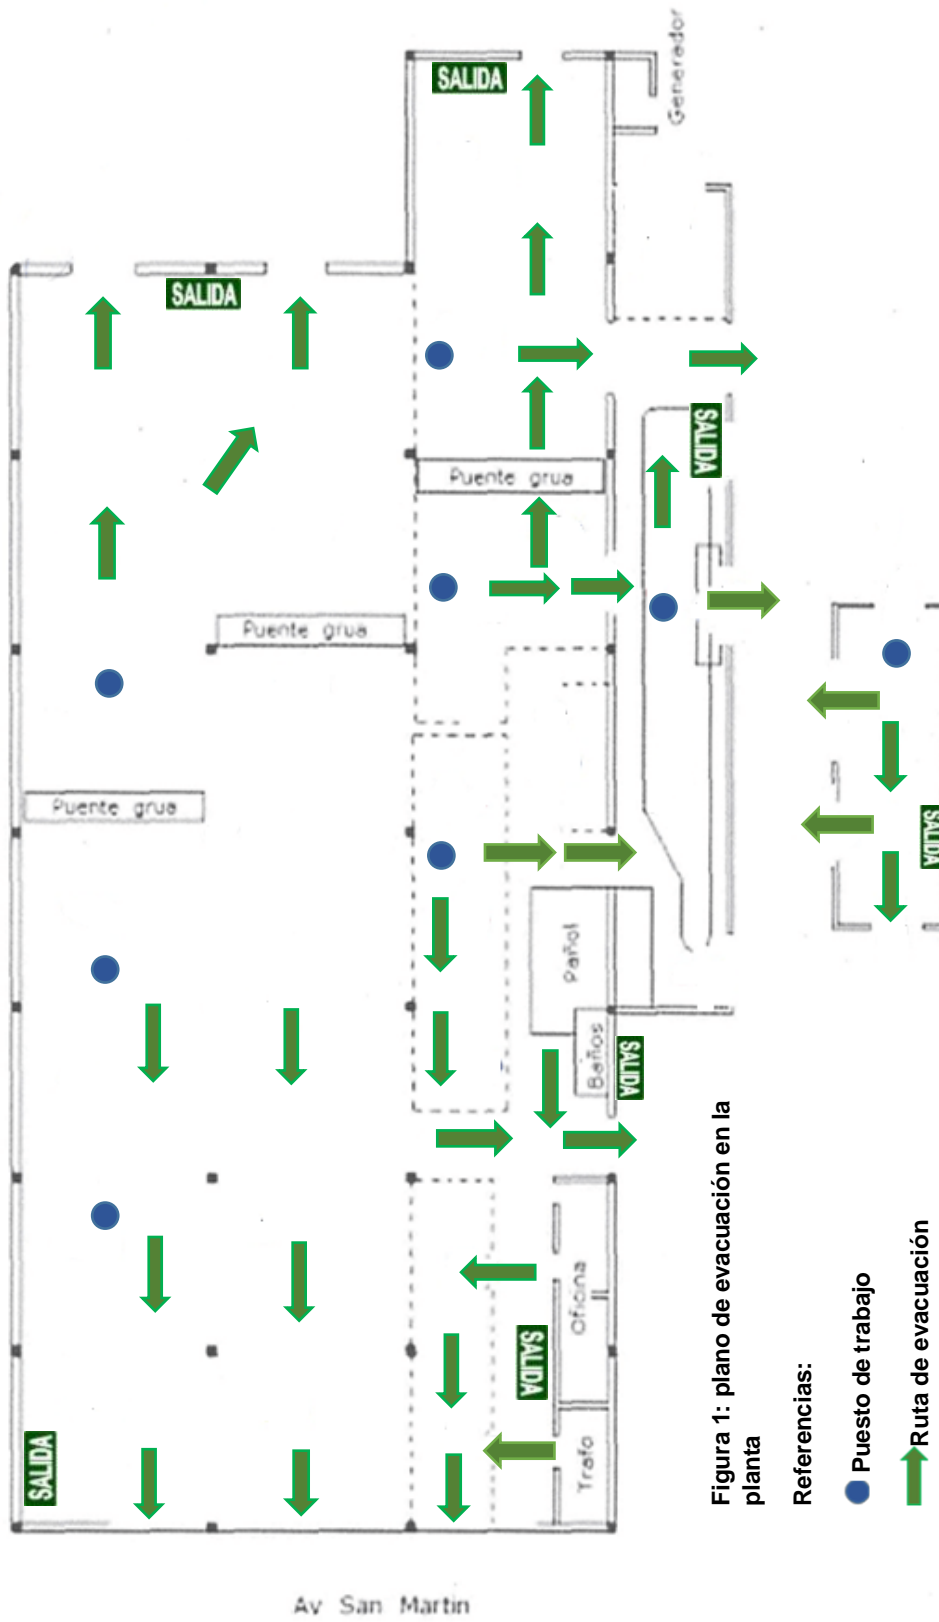 Generador
SALIDA
SALIDA
SALIDA
Puente grua
Puente grua
Puente grua
SALIDA
Pañol
Baños
SALIDA
Oficina
SALIDA
Trafo
SALIDA
Av San Martin
Figura 1: plano de evacuación en la
planta
Referencias:
Puesto de trabajo
Ruta de evacuación